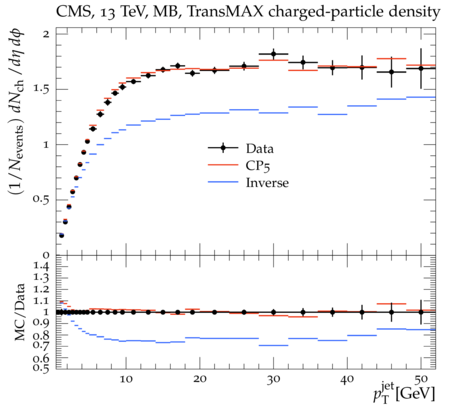 CMS, 13 TeV, MB, TransMAX charged-particle density
(1/N_events) dN_ch/dη dφ
2
1.5
1
0.5
0
Data
CP5
Inverse
MC/Data
1.4
1.3
1.2
1.1
1
0.9
0.8
0.7
0.6
0.5
10 20 30 40 50
p_T^jet [GeV]